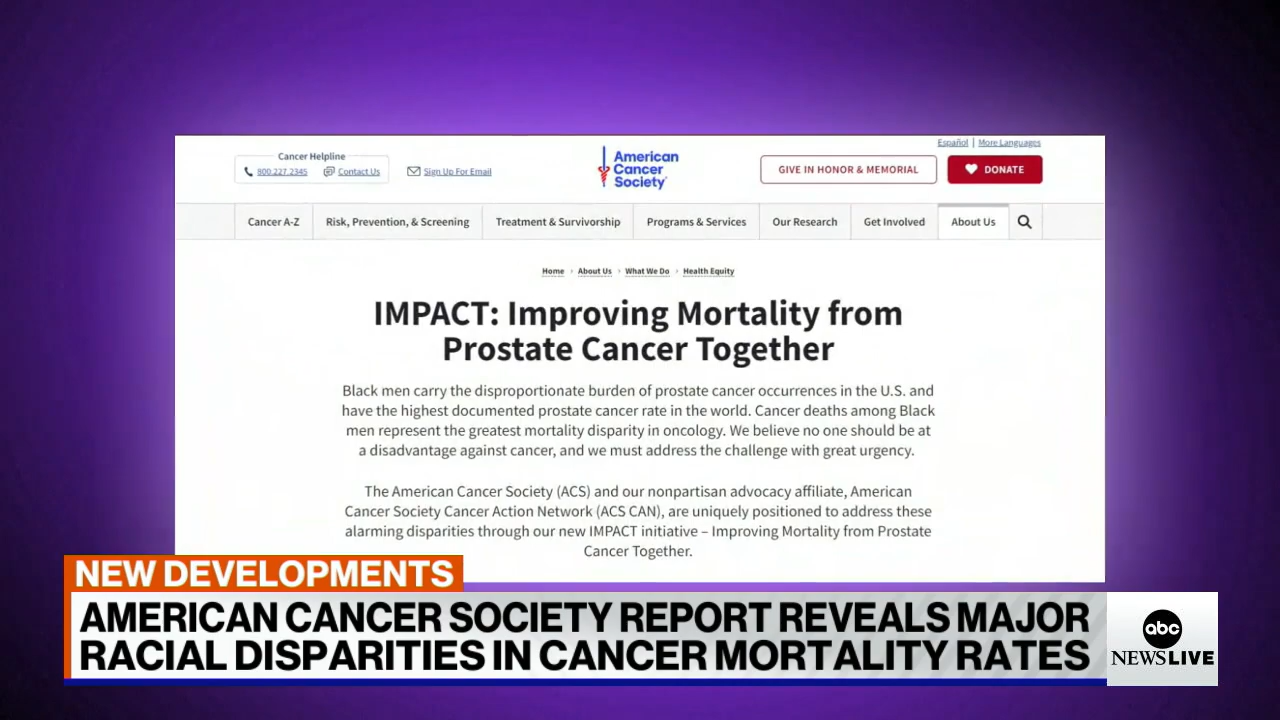 Español | More Languages
Cancer Helpline
800.227.2345 Contact Us Sign Up For Email
American
Cancer
Society
GIVE IN HONOR & MEMORIAL DONATE
Cancer A-Z Risk, Prevention, & Screening Treatment & Survivorship Programs & Services Our Research Get Involved About Us
Home › About Us › What We Do › Health Equity
IMPACT: Improving Mortality from
Prostate Cancer Together
Black men carry the disproportionate burden of prostate cancer occurrences in the U.S. and
have the highest documented prostate cancer rate in the world. Cancer deaths among Black
men represent the greatest mortality disparity in oncology. We believe no one should be at
a disadvantage against cancer, and we must address the challenge with great urgency.
The American Cancer Society (ACS) and our nonpartisan advocacy affiliate, American
Cancer Society Cancer Action Network (ACS CAN), are uniquely positioned to address these
alarming disparities through our new IMPACT initiative – Improving Mortality from Prostate
Cancer Together.
NEW DEVELOPMENTS
AMERICAN CANCER SOCIETY REPORT REVEALS MAJOR
RACIAL DISPARITIES IN CANCER MORTALITY RATES
abc
NEWS LIVE